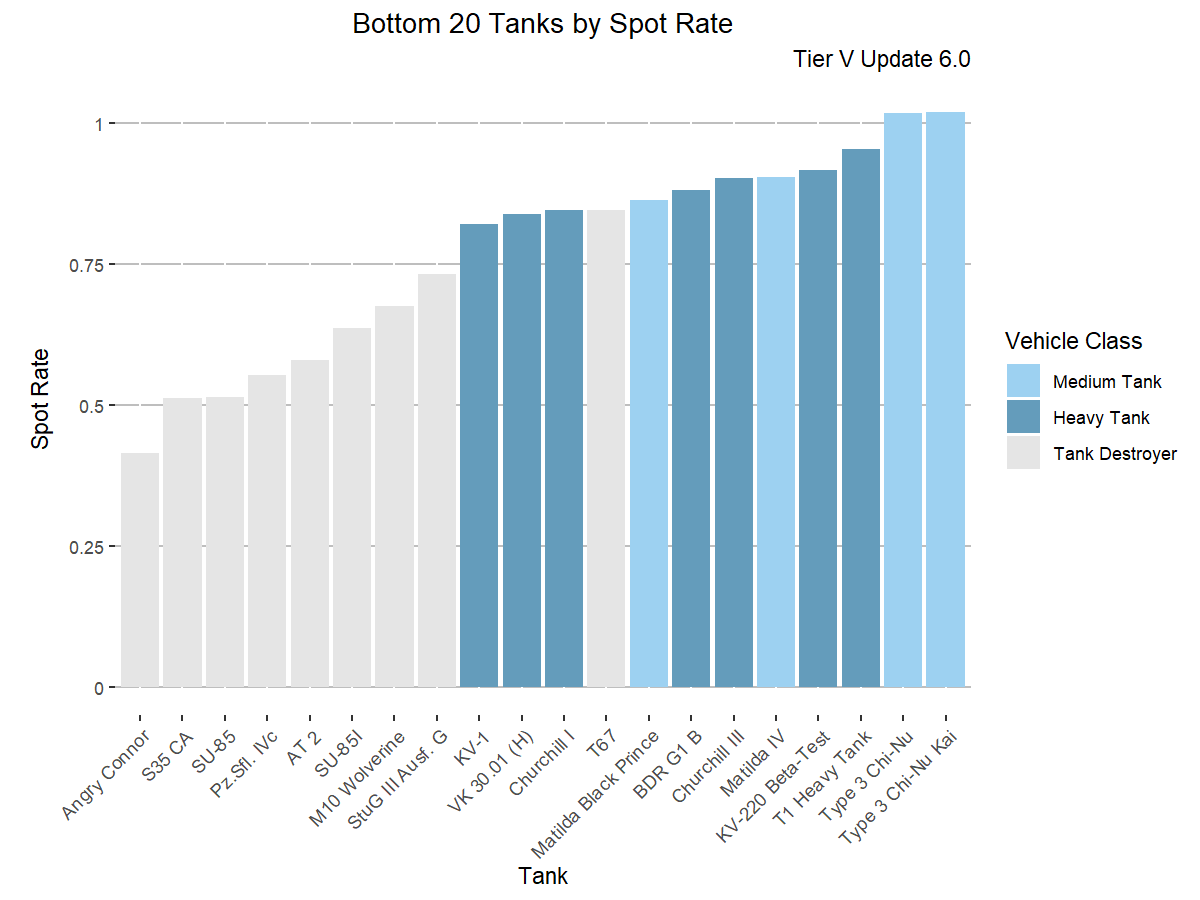 Bottom 20 Tanks by Spot Rate
Tier V Update 6.0
1
0.75
0.5
0.25
0
Spot Rate
Angry Connor
S35 CA
SU-85
Pz.Sfl. IVc
AT 2
SU-85I
M10 Wolverine
StuG III Ausf. G
KV-1
VK 30.01 (H)
Churchill I
T67
Matilda Black Prince
BDR G1 B
Churchill III
Matilda IV
KV-220 Beta-Test
T1 Heavy Tank
Type 3 Chi-Nu
Type 3 Chi-Nu Kai
Tank
Vehicle Class
Medium Tank
Heavy Tank
Tank Destroyer